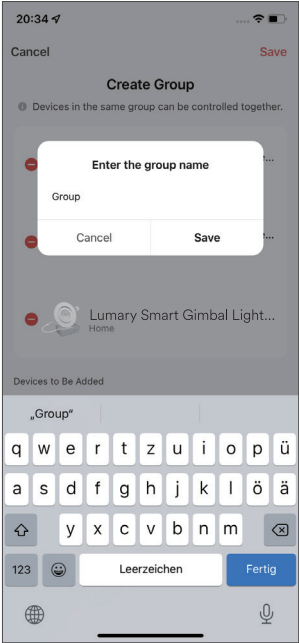 20:34
Cancel
Save
Create Group
Devices in the same group can be controlled together.
Enter the group name
Group
Cancel
Save
Lumary Smart Gimbal Light...
Home
Devices to Be Added
„Group“
q w e r t z u i o p ü
a s d f g h j k l ö ä
y x c v b n m
123
Leerzeichen
Fertig